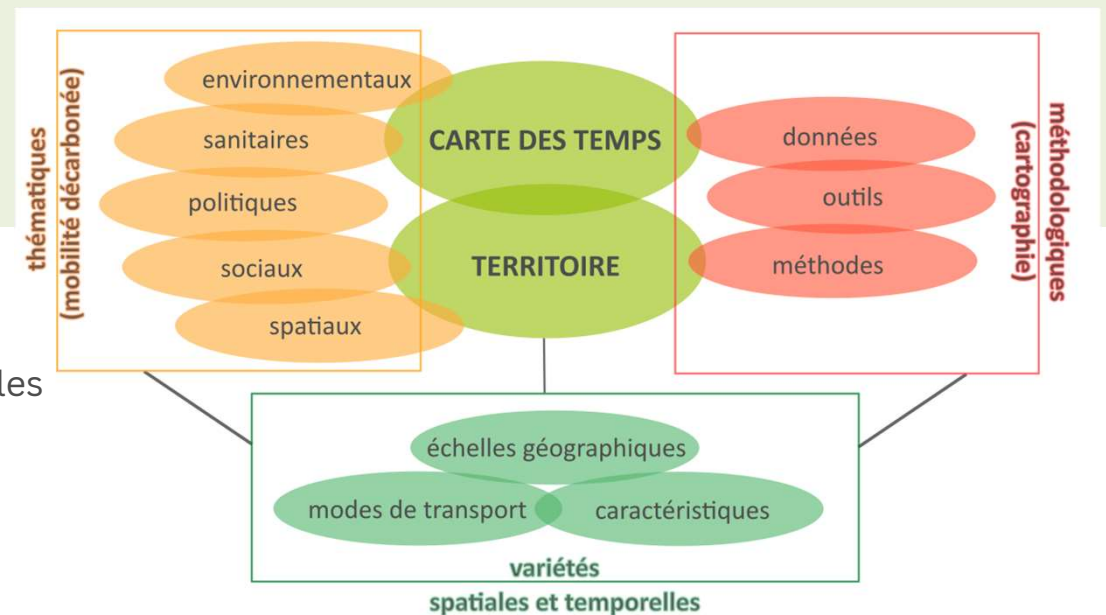 thématiques
(mobilité décarbonée)
environnementaux
sanitaires
politiques
sociaux
spatiaux
CARTE DES TEMPS
TERRITOIRE
données
outils
méthodes
méthodologiques
(cartographie)
les
échelles géographiques
modes de transport
caractéristiques
variétés
spatiales et temporelles